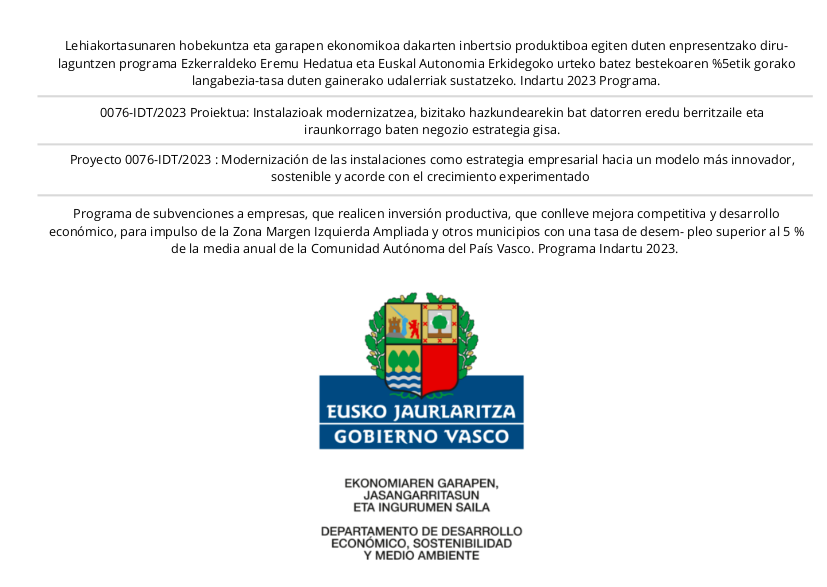 Lehiakortasunaren hobekuntza eta garapen ekonomikoa dakarten inbertsio produktiboa egiten duten enpresentzako diru-
laguntzen programa Ezkerraldeko Eremu Hedatua eta Euskal Autonomia Erkidegoko urteko batez bestekoaren %5etik gorako
langabezia-tasa duten gainerako udalerriak sustatzeko. Indartu 2023 Programa.
0076-IDT/2023 Proiektua: Instalazioak modernizatzea, bizitako hazkundearekin bat datorren eredu berritzaile eta
iraunkorrago baten negozio estrategia gisa.
Proyecto 0076-IDT/2023 : Modernización de las instalaciones como estrategia empresarial hacia un modelo más innovador,
sostenible y acorde con el crecimiento experimentado
Programa de subvenciones a empresas, que realicen inversión productiva, que conlleve mejora competitiva y desarrollo
económico, para impulso de la Zona Margen Izquierda Ampliada y otros municipios con una tasa de desem- pleo superior al 5 %
de la media anual de la Comunidad Autónoma del País Vasco. Programa Indartu 2023.
EUSKO JAURLARITZA
GOBIERNO VASCO
EKONOMIAREN GARAPEN,
JASANGARRITASUN
ETA INGURUMEN SAILA
DEPARTAMENTO DE DESARROLLO
ECONÓMICO, SOSTENIBILIDAD
Y MEDIO AMBIENTE